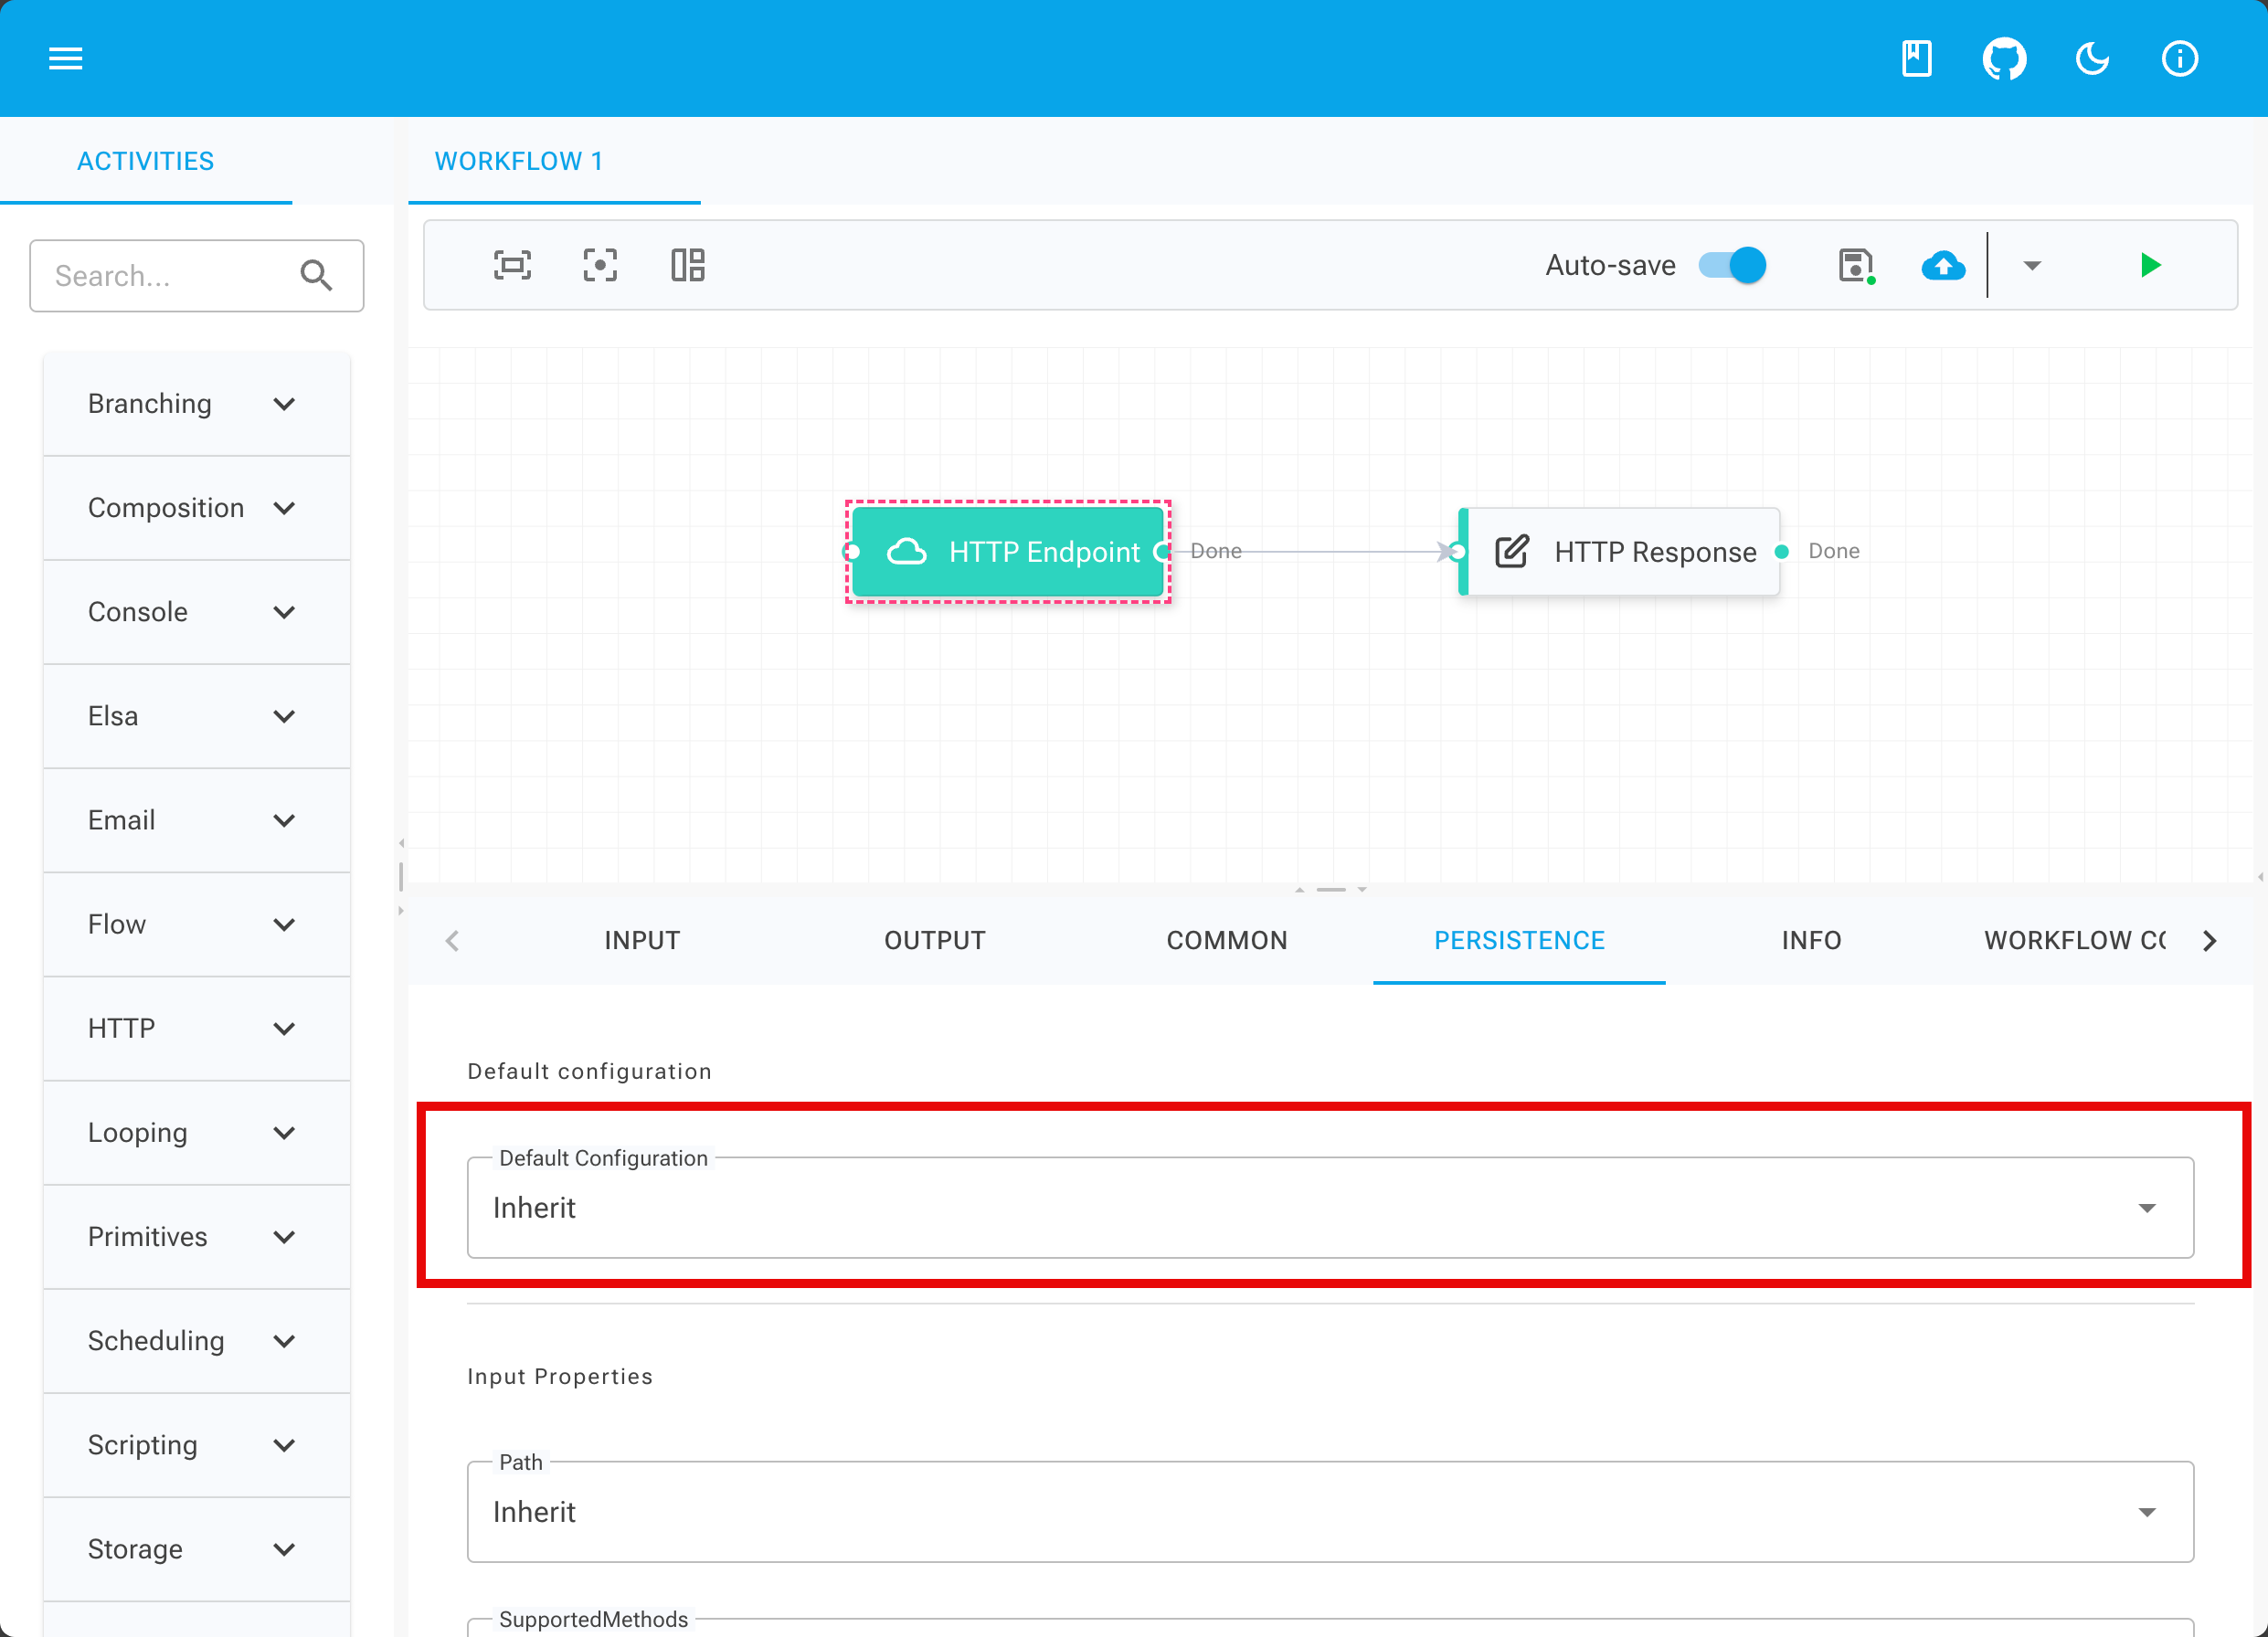 ACTIVITIES
WORKFLOW 1
Search...
Auto-save
Branching
Composition
Console
Elsa
Email
Flow
HTTP
Looping
Primitives
Scheduling
Scripting
Storage
HTTP Endpoint
Done
HTTP Response
Done
INPUT
OUTPUT
COMMON
PERSISTENCE
INFO
WORKFLOW CO
Default configuration
Default Configuration
Inherit
Input Properties
Path
Inherit
SupportedMethods